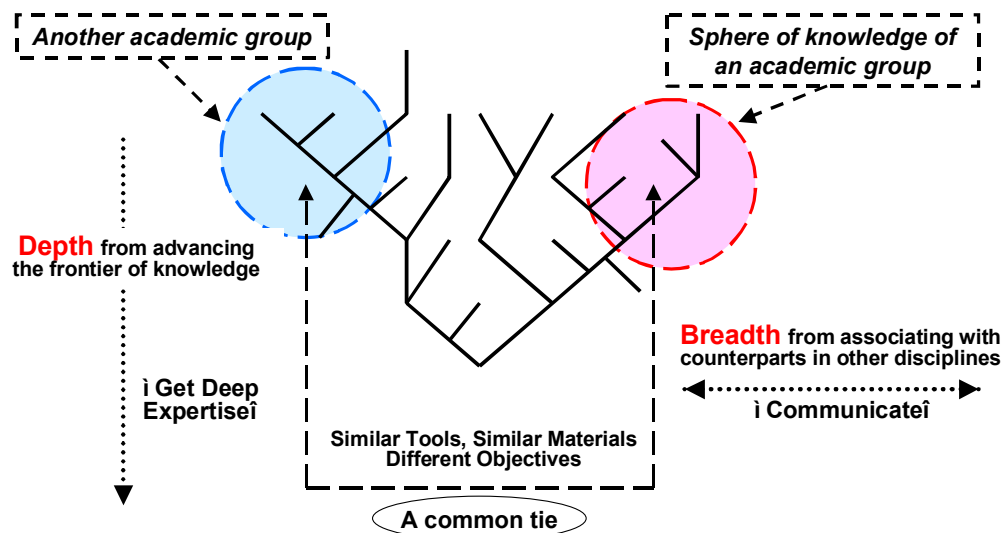 Another academic group
Sphere of knowledge of
an academic group
Depth from advancing
the frontier of knowledge
Breadth from associating with
counterparts in other disciplines
ì Get Deep
Expertiseî
ì Communicateî
Similar Tools, Similar Materials
Different Objectives
A common tie